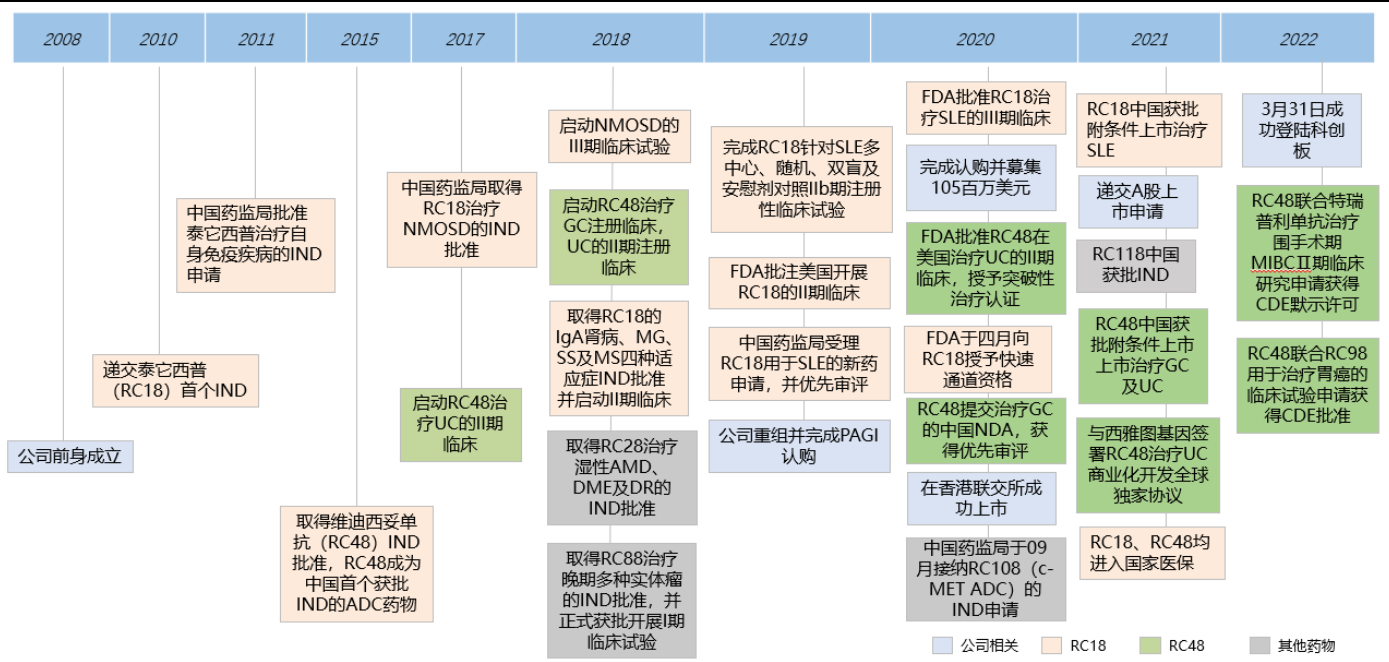 2008
2010
2011
2015
2017
2018
2019
2020
2021
2022
公司前身成立
递交泰它西普
（RC18）首个IND
中国药监局批准
泰它西普治疗自
身免疫疾病的IND
申请
取得维迪西妥单
抗（RC48）IND
批准，RC48成为
中国首个获批
IND的ADC药物
中国药监局取得
RC18治疗
NMOSD的IND
批准
启动RC48治
疗UC的II期
临床
启动NMOSD的
III期临床试验
启动RC48治疗
GC注册临床，
UC的II期注册
临床
取得RC18的
IgA肾病、MG、
SS及MS四种适
应症IND批准
并启动II期临床
取得RC28治疗
湿性AMD、
DME及DR的
IND批准
取得RC88治疗
晚期多种实体瘤
的IND批准，并
正式获批开展I期
临床试验
完成RC18针对SLE多
中心、随机、双盲及
安慰剂对照IIb期注册
性临床试验
FDA批注美国开展
RC18的II期临床
中国药监局受理
RC18用于SLE的新药
申请，并优先审评
公司重组并完成PAGI
认购
FDA批准RC18治
疗SLE的III期临床
完成认购并募集
105百万美元
FDA批准RC48在
美国治疗UC的II期
临床，授予突破性
治疗认证
FDA于四月向
RC18授予快速
通道资格
RC48提交治疗GC
的中国NDA，获
得优先审评
在香港联交所成
功上市
中国药监局于09
月接纳RC108（c-
MET ADC）的
IND申请
RC18中国获批
附条件上市治疗
SLE
递交A股上
市申请
RC118中国
获批IND
RC48中国获
批附条件上市
上市治疗GC
及UC
与西雅图基因签
署RC48治疗UC
商业化开发全球
独家协议
RC18、RC48均
进入国家医保
3月31日成
功登陆科创
板
RC48联合特瑞
普利单抗治疗
围手术期
MIBCⅡ期临床
研究申请获得
CDE默示许可
RC48联合RC98
用于治疗胃癌的
临床试验申请获
得CDE批准
公司相关
RC18
RC48
其他药物